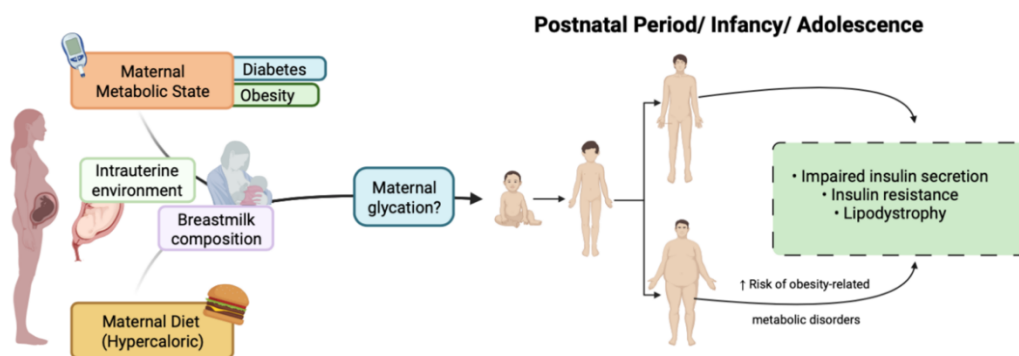 Postnatal Period/ Infancy/ Adolescence
Maternal
Metabolic State
Diabetes
Obesity
Intrauterine
environment
Breastmilk
composition
Maternal Diet
(Hypercaloric)
Maternal
glycation?
• Impaired insulin secretion
• Insulin resistance
• Lipodystrophy
↑ Risk of obesity-related
metabolic disorders